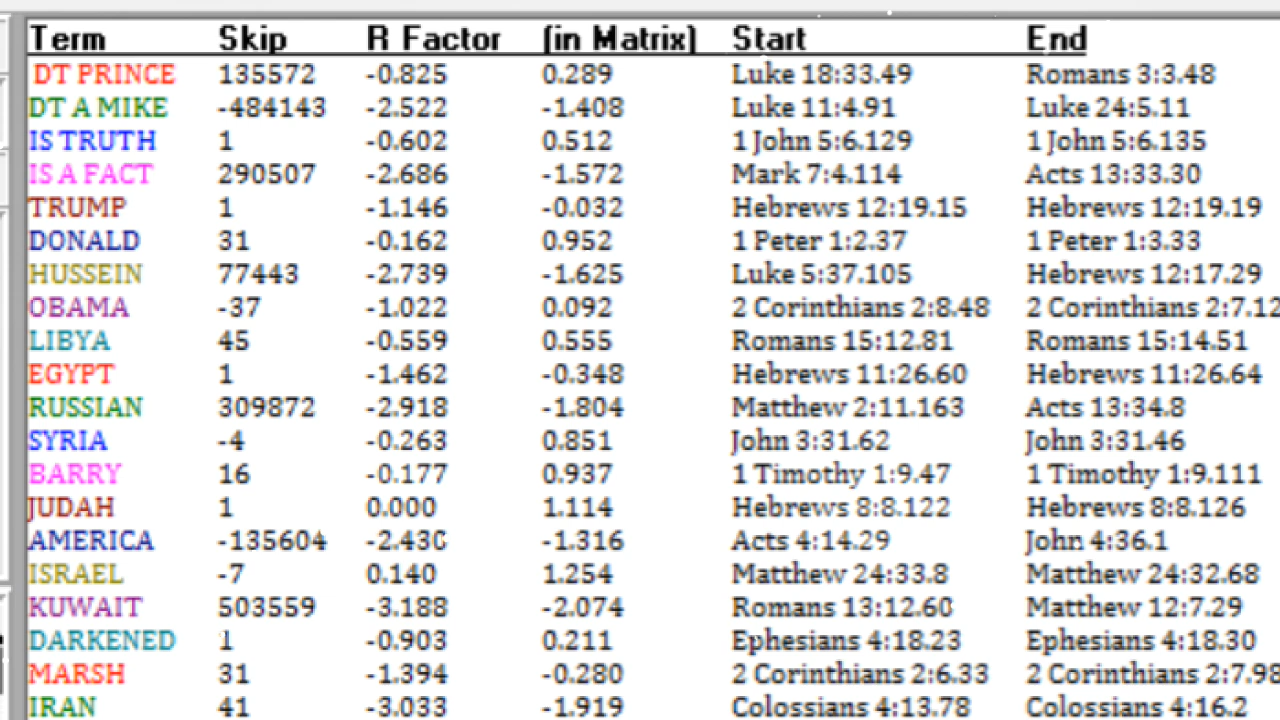 Term Skip R Factor (in Matrix) Start End
DT PRINCE 135572 -0.825 0.289 Luke 18:33.49 Romans 3:3.48
DT A MIKE -484143 -2.522 -1.408 Luke 11:4.91 Luke 24:5.11
IS TRUTH 1 -0.602 0.512 1 John 5:6.129 1 John 5:6.135
IS A FACT 290507 -2.686 -1.572 Mark 7:4.114 Acts 13:33.30
TRUMP 1 -1.146 -0.032 Hebrews 12:19.15 Hebrews 12:19.19
DONALD 31 -0.162 0.952 1 Peter 1:2.37 1 Peter 1:3.33
HUSSEIN 77443 -2.739 -1.625 Luke 5:37.105 Hebrews 12:17.29
OBAMA -37 -1.022 0.092 2 Corinthians 2:8.48 2 Corinthians 2:7.12
LIBYA 45 -0.559 0.555 Romans 15:12.81 Romans 15:14.51
EGYPT 1 -1.462 -0.348 Hebrews 11:26.60 Hebrews 11:26.64
RUSSIAN 309872 -2.918 -1.804 Matthew 2:11.163 Acts 13:34.8
SYRIA -4 -0.263 0.851 John 3:31.62 John 3:31.46
BARRY 16 -0.177 0.937 1 Timothy 1:9.47 1 Timothy 1:9.111
JUDAH 1 0.000 1.114 Hebrews 8:8.122 Hebrews 8:8.126
AMERICA -135604 -2.430 -1.316 Acts 4:14.29 John 4:36.1
ISRAEL -7 0.140 1.254 Matthew 24:33.8 Matthew 24:32.68
KUWAIT 503559 -3.188 -2.074 Romans 13:12.60 Matthew 12:7.29
DARKENED 1 -0.903 0.211 Ephesians 4:18.23 Ephesians 4:18.30
MARSH 31 -1.394 -0.280 2 Corinthians 2:6.33 2 Corinthians 2:7.98
IRAN 41 -3.033 -1.919 Colossians 4:13.78 Colossians 4:16.2